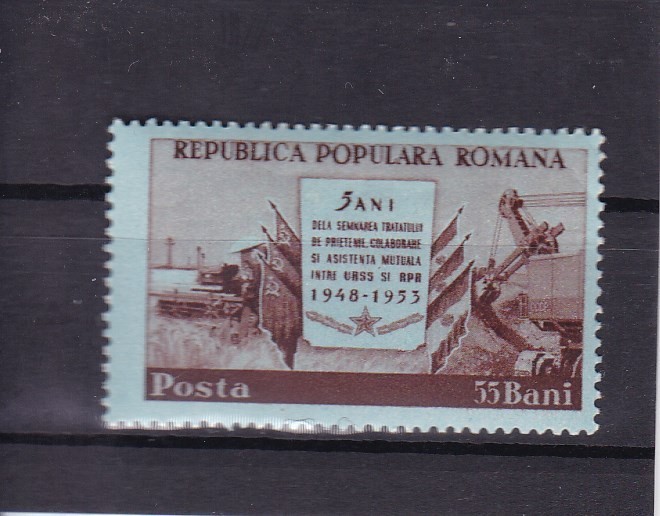 REPUBLICA POPULARA ROMANA
5 ANI
DELA SEMNAREA TRATATULUI
DE PRIETENIE, COLABORARE
SI ASISTENTA MUTUALA
INTRE URSS SI RPR
1948-1953
Posta
55 Bani